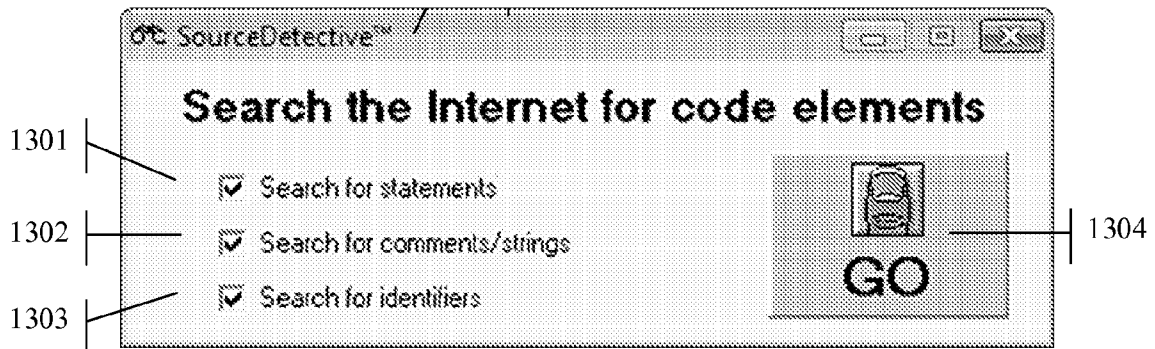 SourceDetective™
Search the Internet for code elements
1301
Search for statements
1302
Search for comments/strings
1304
GO
1303
Search for identifiers